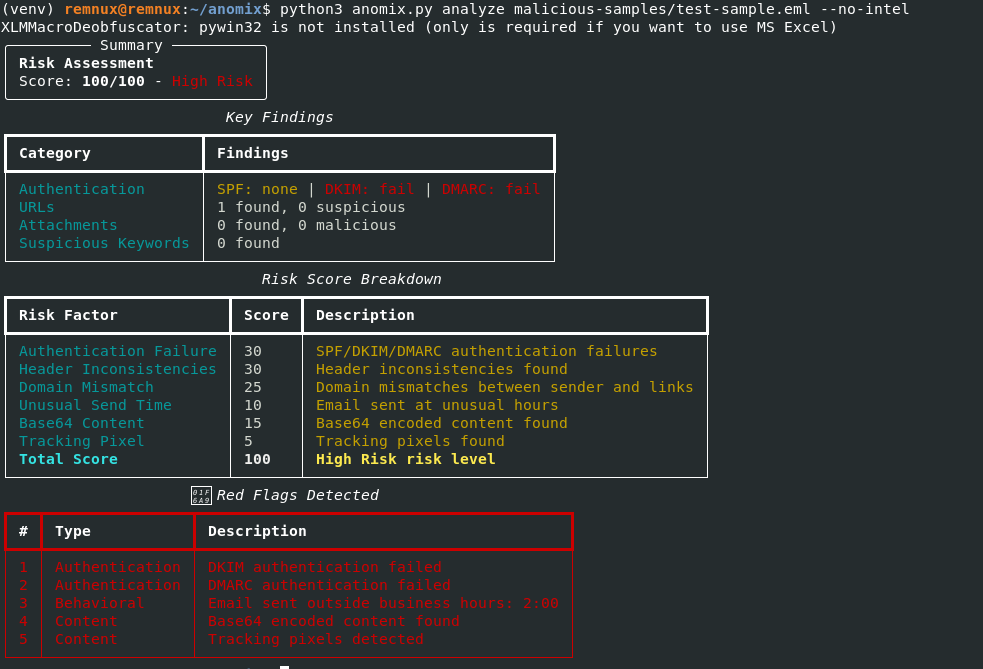 (venv) remnux@remnux:~/anomix$ python3 anomix.py analyze malicious-samples/test-sample.eml --no-intel
XLMMacroDeobfuscator: pywin32 is not installed (only is required if you want to use MS Excel)
Summary
Risk Assessment
Score: 100/100 - High Risk
Key Findings
Category Findings
Authentication SPF: none | DKIM: fail | DMARC: fail
URLs 1 found, 0 suspicious
Attachments 0 found, 0 malicious
Suspicious Keywords 0 found
Risk Score Breakdown
Risk Factor Score Description
Authentication Failure 30 SPF/DKIM/DMARC authentication failures
Header Inconsistencies 30 Header inconsistencies found
Domain Mismatch 25 Domain mismatches between sender and links
Unusual Send Time 10 Email sent at unusual hours
Base64 Content 15 Base64 encoded content found
Tracking Pixel 5 Tracking pixels found
Total Score 100 High Risk risk level
01F6A9 Red Flags Detected
# Type Description
1 Authentication DKIM authentication failed
2 Authentication DMARC authentication failed
3 Behavioral Email sent outside business hours: 2:00
4 Content Base64 encoded content found
5 Content Tracking pixels detected